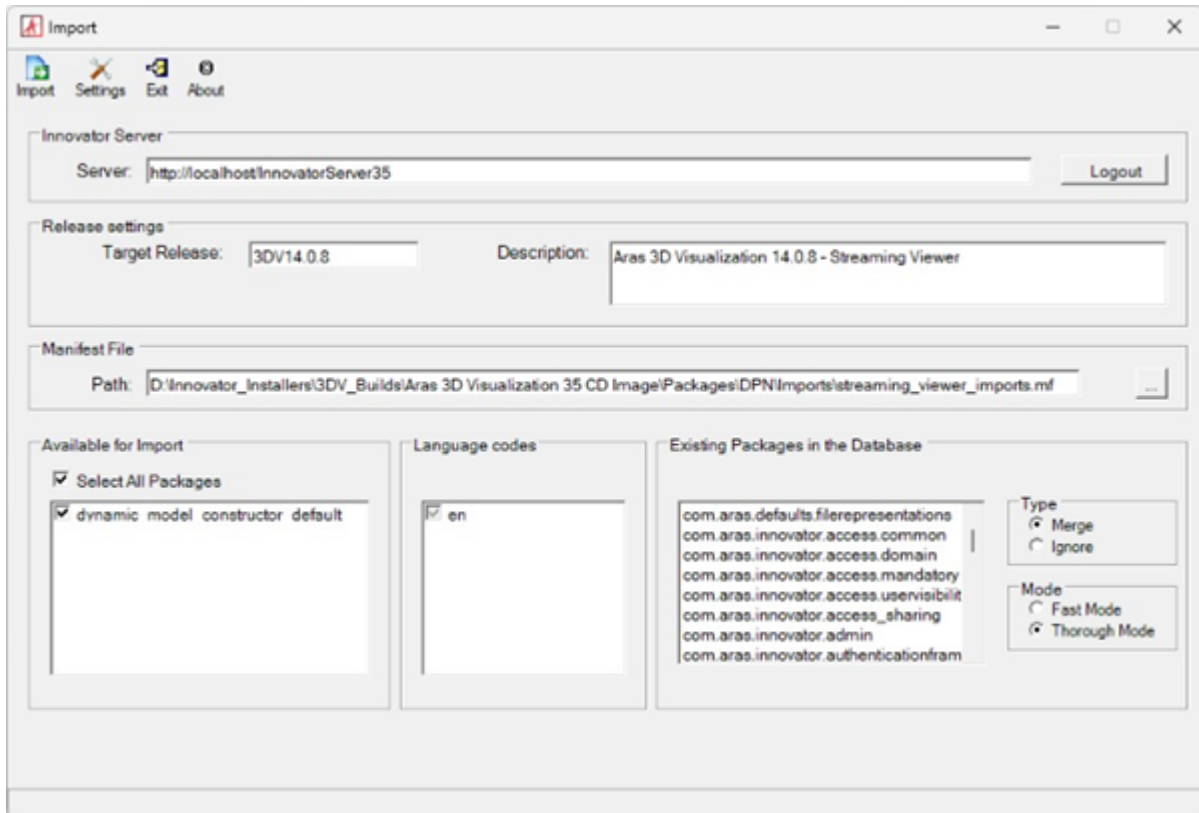 Import
Import Settings Exit About
Innovator Server
Server: http://localhost/InnovatorServer35 Logout
Release settings
Target Release: 3DV14.0.8 Description: Aras 3D Visualization 14.0.8 - Streaming Viewer
Manifest File
Path: D:\Innovator_Installers\3DV_Builds\Aras 3D Visualization 35 CD Image\Packages\DPN\Imports\streaming_viewer_imports.mf ...
Available for Import
Select All Packages
dynamic_model_constructor_default
Language codes
en
Existing Packages in the Database
com.aras.defaults.filerepresentations
com.aras.innovator.access.common
com.aras.innovator.access.domain
com.aras.innovator.access.mandatory
com.aras.innovator.access.uservisibilit
com.aras.innovator.access_sharing
com.aras.innovator.admin
com.aras.innovator.authenticationfram
Type
Merge
Ignore
Mode
Fast Mode
Thorough Mode